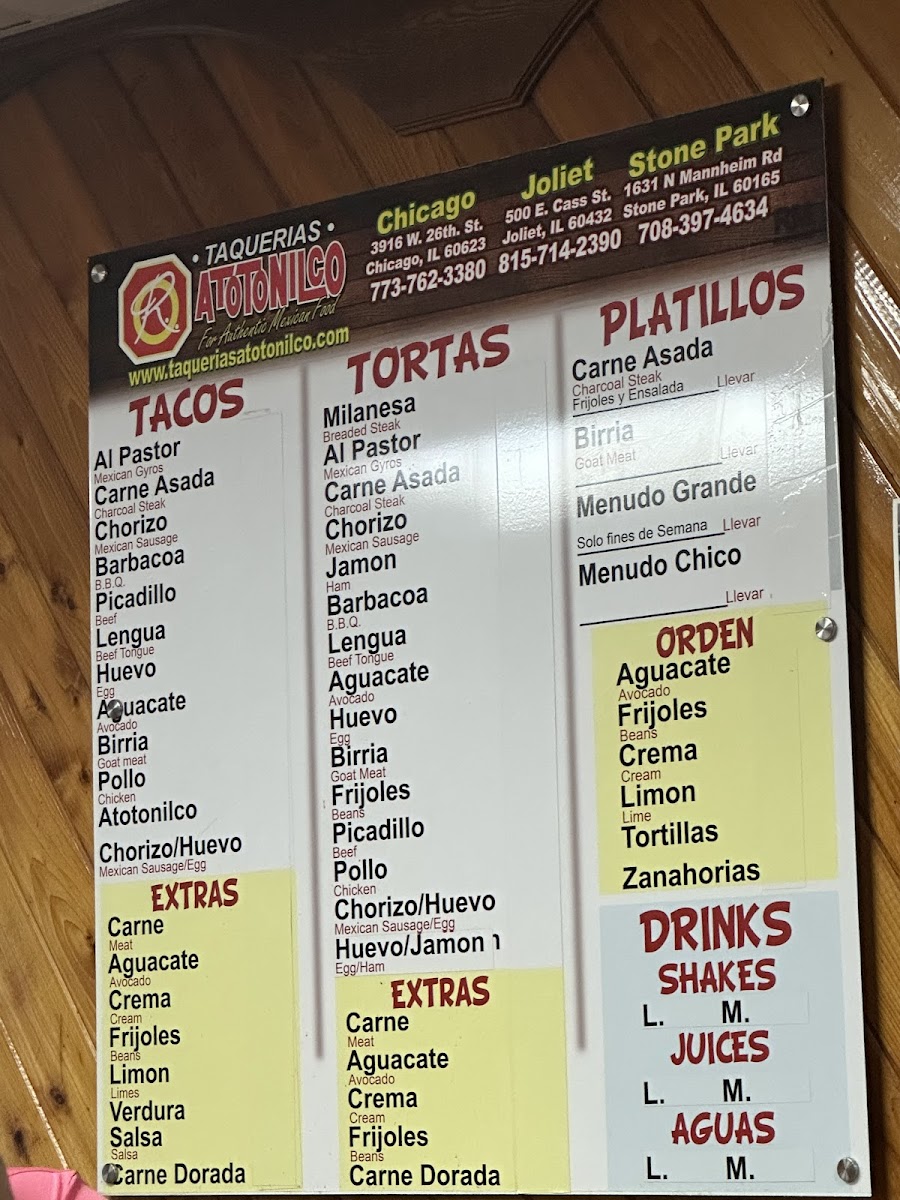 • TAQUERIAS •
ATOTONILCO
For Authentic Mexican Food
www.taqueriasatotonilco.com
R.
Chicago
3916 W. 26th. St.
Chicago, IL 60623
773-762-3380
Joliet
500 E. Cass St.
Joliet, IL 60432
815-714-2390
Stone Park
1631 N Mannheim Rd
Stone Park, IL 60165
708-397-4634
TACOS
Al Pastor
Mexican Gyros
Carne Asada
Charcoal Steak
Chorizo
Mexican Sausage
Barbacoa
B.B.Q.
Picadillo
Beef
Lengua
Beef Tongue
Huevo
Egg
Aguacate
Avocado
Birria
Goat meat
Pollo
Chicken
Atotonilco
Chorizo/Huevo
Mexican Sausage/Egg
EXTRAS
Carne
Meat
Aguacate
Avocado
Crema
Cream
Frijoles
Beans
Limon
Limes
Verdura
Salsa
Salsa
Carne Dorada
TORTAS
Milanesa
Breaded Steak
Al Pastor
Mexican Gyros
Carne Asada
Charcoal Steak
Chorizo
Mexican Sausage
Jamon
Ham
Barbacoa
B.B.Q.
Lengua
Beef Tongue
Aguacate
Avocado
Huevo
Egg
Birria
Goat Meat
Frijoles
Beans
Picadillo
Beef
Pollo
Chicken
Chorizo/Huevo
Mexican Sausage/Egg
Huevo/Jamon
Egg/Ham
EXTRAS
Carne
Meat
Aguacate
Avocado
Crema
Cream
Frijoles
Beans
Carne Dorada
PLATILLOS
Carne Asada
Charcoal Steak
Frijoles y Ensalada
Llevar
Birria
Goat Meat
Llevar
Menudo Grande
Solo fines de Semana
Llevar
Menudo Chico
Llevar
ORDEN
Aguacate
Avocado
Frijoles
Beans
Crema
Cream
Limon
Lime
Tortillas
Zanahorias
DRINKS
SHAKES
L. M.
JUICES
L. M.
AGUAS
L. M.